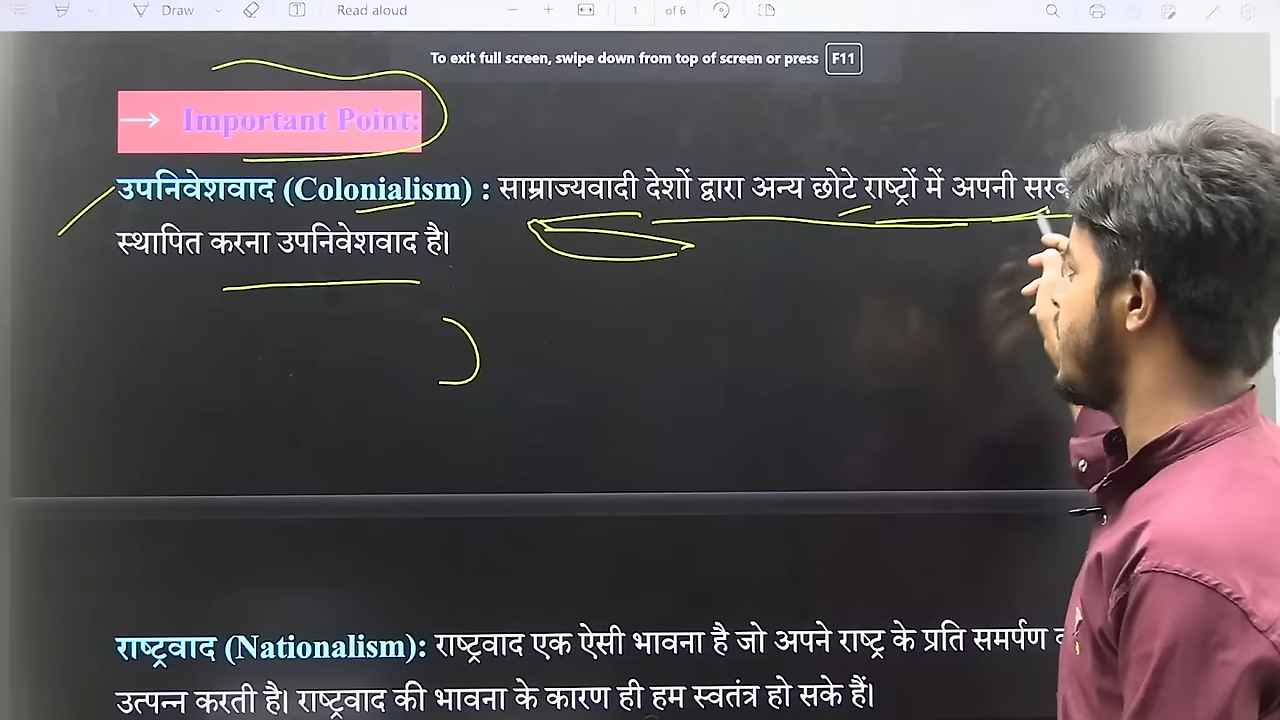 Draw
Read aloud
1 of 6
To exit full screen, swipe down from top of screen or press F11
→ Important Point:
उपनिवेशवाद (Colonialism) : साम्राज्यवादी देशों द्वारा अन्य छोटे राष्ट्रों में अपनी
स्थापित करना उपनिवेशवाद है।
राष्ट्रवाद (Nationalism): राष्ट्रवाद एक ऐसी भावना है जो अपने राष्ट्र के प्रति समर्पण
उत्पन्न करती है। राष्ट्रवाद की भावना के कारण ही हम स्वतंत्र हो सके हैं।